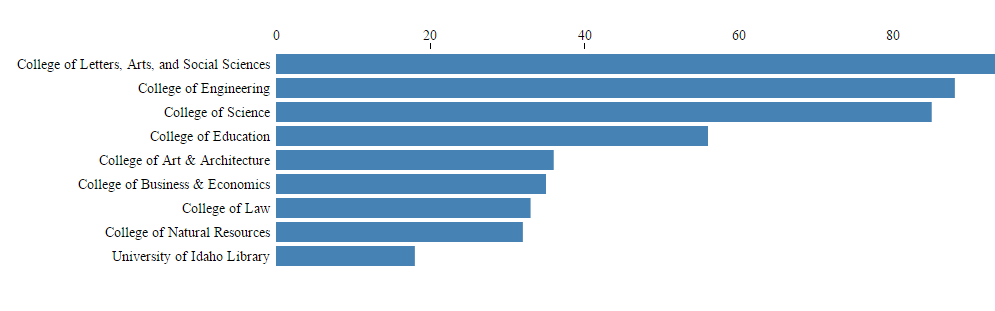 0 20 40 60 80
College of Letters, Arts, and Social Sciences
College of Engineering
College of Science
College of Education
College of Art & Architecture
College of Business & Economics
College of Law
College of Natural Resources
University of Idaho Library